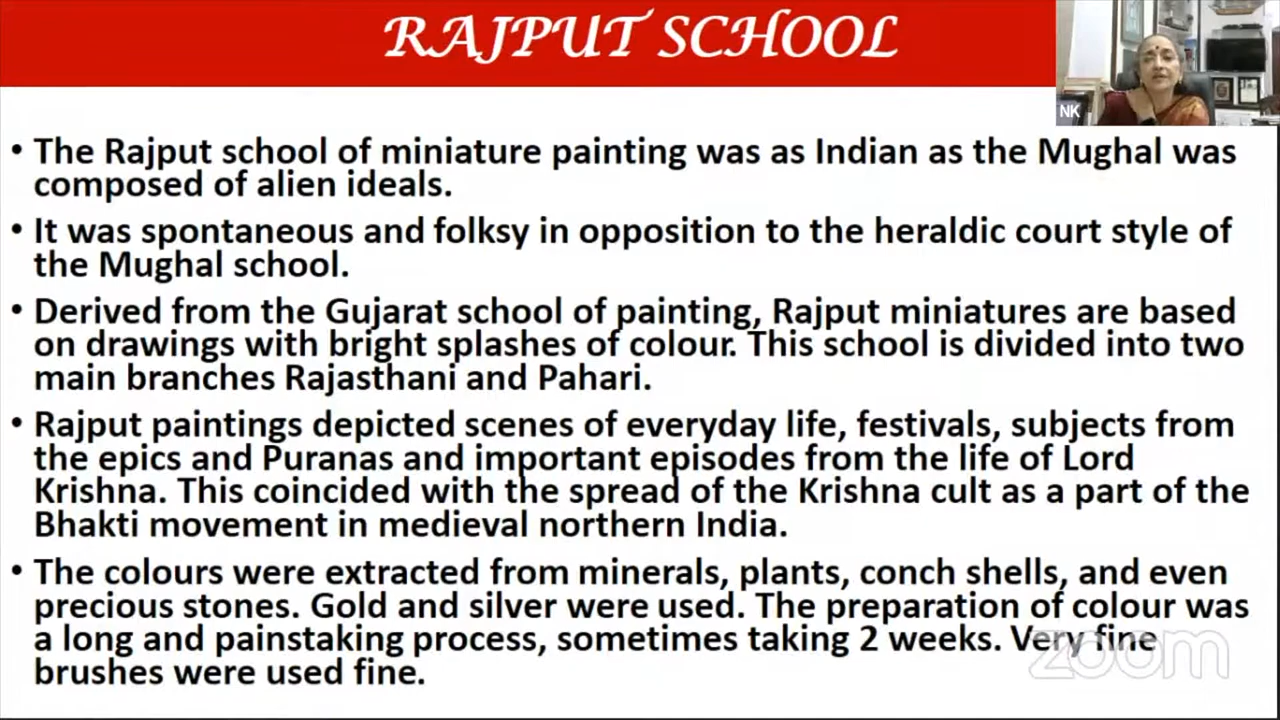 RAJPUT SCHOOL
NK
• The Rajput school of miniature painting was as Indian as the Mughal was
composed of alien ideals.
• It was spontaneous and folksy in opposition to the heraldic court style of
the Mughal school.
• Derived from the Gujarat school of painting, Rajput miniatures are based
on drawings with bright splashes of colour. This school is divided into two
main branches Rajasthani and Pahari.
• Rajput paintings depicted scenes of everyday life, festivals, subjects from
the epics and Puranas and important episodes from the life of Lord
Krishna. This coincided with the spread of the Krishna cult as a part of the
Bhakti movement in medieval northern India.
• The colours were extracted from minerals, plants, conch shells, and even
precious stones. Gold and silver were used. The preparation of colour was
a long and painstaking process, sometimes taking 2 weeks. Very fine
brushes were used fine.
zoom